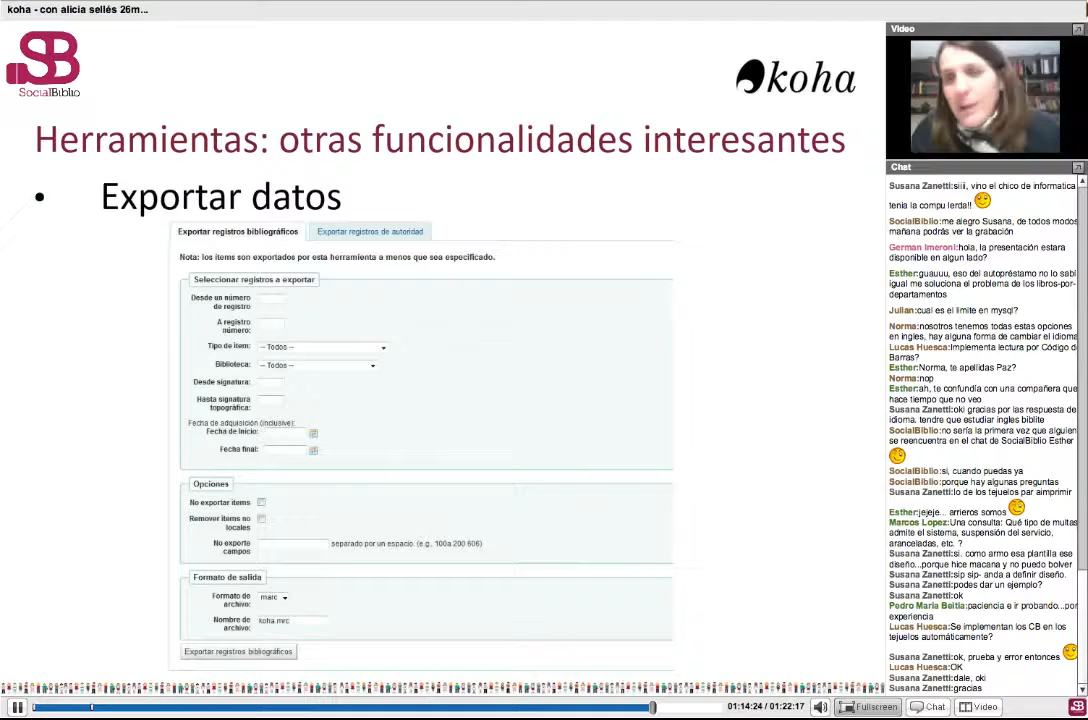 koha - con alicia sellés 26m...
SB
SocialBiblio
koha
Herramientas: otras funcionalidades interesantes
• Exportar datos
Exportar registros bibliográficos
Exportar registros de autoridad
Nota: los ítems son exportados por esta herramienta a menos que sea especificado.
Seleccionar registros a exportar
Desde un número
de registro
A registro
número:
Tipo de ítem: -- Todos --
Biblioteca: -- Todos --
Desde signatura:
Hasta signatura
topográfica:
Fecha de adquisición (inclusive):
Fecha de Inicio:
Fecha final:
Opciones
No exportar ítems
Remover ítems no
locales
No exporte
campos
separado por un espacio. (e.g., 100a 200 606)
Formato de salida
Formato de
archivo:
marc
Nombre de
archivo:
koha.mrc
Exportar registros bibliográficos
Video
Chat
Susana Zanetti:siii, vino el chico de informatica
tenia la compu lerda!!
SocialBiblio:me alegro Susana, de todos modos
mañana podrás ver la grabación
German Imeroni:hola, la presentación estara
disponible en algun lado?
Esther:guauuu, eso del autopréstamo no lo sabí
igual me soluciona el problema de los libros-por-
departamentos
Julian:cual es el limite en mysql?
Norma:nosotros tenemos todas estas opciones
en ingles, hay alguna forma de cambiar el idioma
Lucas Huesca:Implementa lectura por Código d
Barras?
Esther:Norma, te apellidas Paz?
Norma:nop
Esther:ah, te confundía con una compañera que
hace tiempo que no veo
Susana Zanetti:oki gracias por las respuesta de
idioma. tendre que estudiar ingles biblite
SocialBiblio:no sería la primera vez que alguien
se reencuentra en el chat de SocialBiblio Esther
SocialBiblio:si, cuando puedas ya
SocialBiblio:porque hay algunas preguntas
Susana Zanetti:lo de los tejuelos par aimprimir
Esther:jejeje... arrieros somos
Marcos Lopez:Una consulta: Qué tipo de multas
admite el sistema, suspensión del servicio,
aranceladas, etc. ?
Susana Zanetti:si. como armo esa plantilla ese
diseño...porque hice macana y no puedo bolver
Susana Zanetti:sip sip- anda a definir diseño.
Susana Zanetti:podes dar un ejemplo?
Susana Zanetti:ok
Pedro Maria Beitia:paciencia e ir probando...por
experiencia
Lucas Huesca:Se implementan los CB en los
tejuelos automáticamente?
Susana Zanetti:ok, prueba y error entonces
Lucas Huesca:OK
Susana Zanetti:dale, oki
Susana Zanetti:gracias
01:14:24 / 01:22:17
Fullscreen
Chat
Video
SB